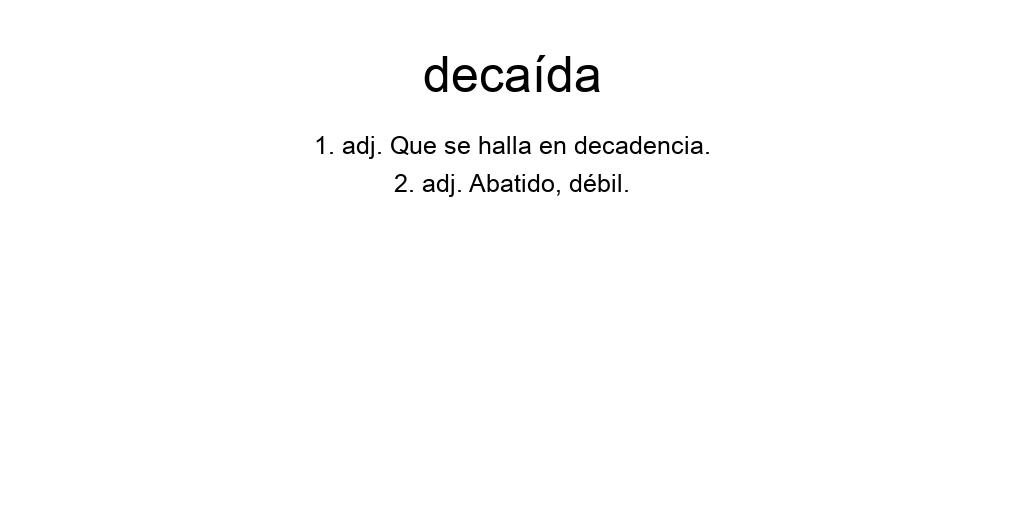 decaída
1. adj. Que se halla en decadencia.
2. adj. Abatido, débil.